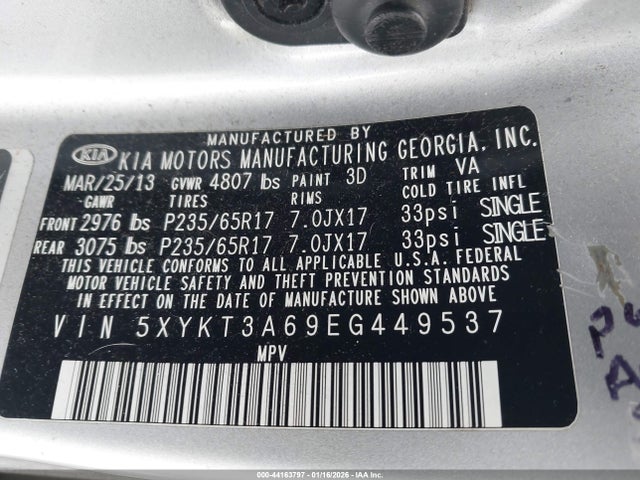 MANUFACTURED BY
KIA KIA MOTORS MANUFACTURING GEORGIA, INC.
MAR/25/13 GVWR 4807 lbs PAINT 3D TRIM VA
GAWR TIRES RIMS COLD TIRE INFL
FRONT 2976 lbs P235/65R17 7.0JX17 33psi SINGLE
REAR 3075 lbs P235/65R17 7.0JX17 33psi SINGLE
THIS VEHICLE CONFORMS TO ALL APPLICABLE U.S.A. FEDERAL
MOTOR VEHICLE SAFETY AND THEFT PREVENTION STANDARDS
IN EFFECT ON THE DATE OF MANUFACTURE SHOWN ABOVE.
VIN 5XYKT3A69EG449537
MPV
000-44163797 - 01/16/2026 - IAA Inc.